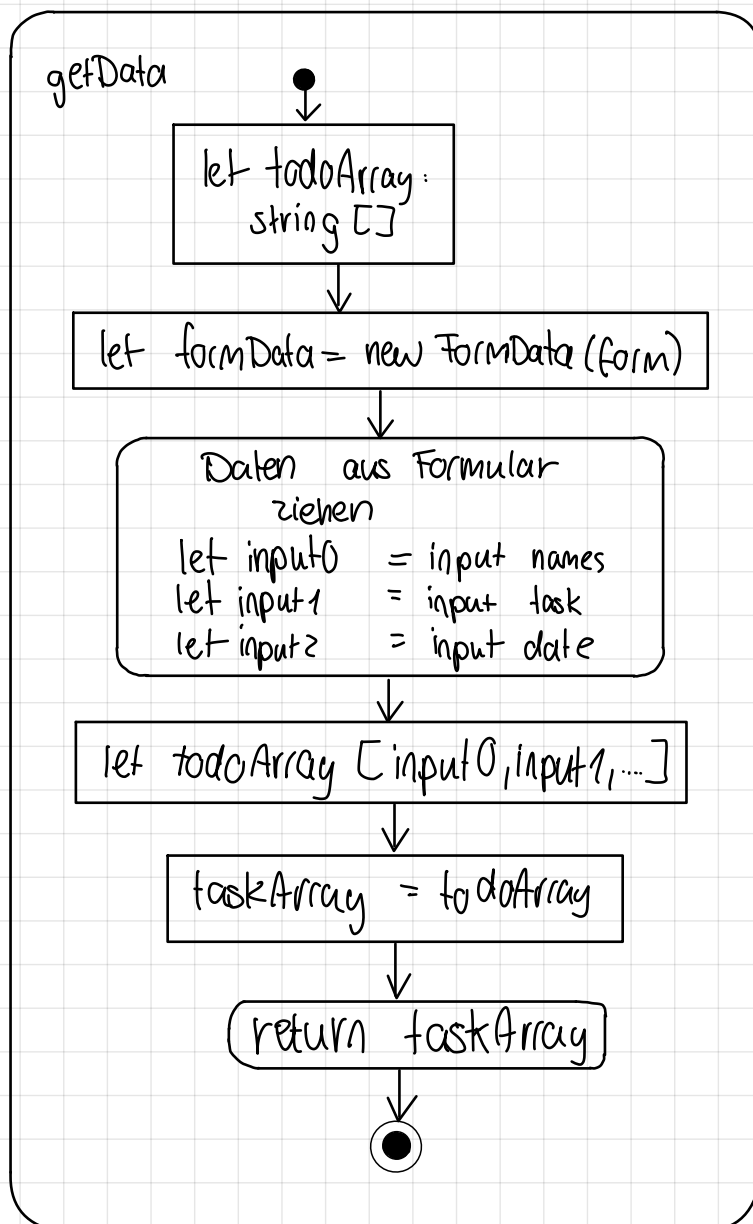 getData
let todoArray:
string []
let formData = new FormData (form)
Daten aus Formular
ziehen
let input0 = input names
let input1 = input task
let input2 = input date
let todoArray [input0, input1, ....]
taskArray = todoArray
return taskArray